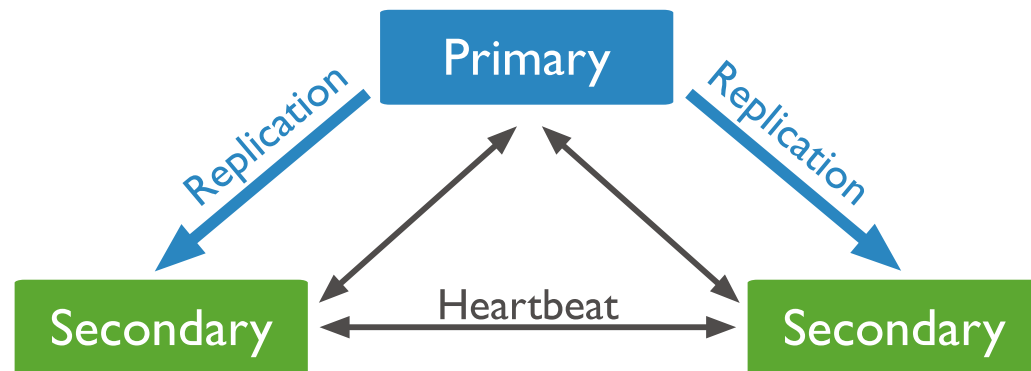 Primary
Replication
Replication
Heartbeat
Secondary
Secondary